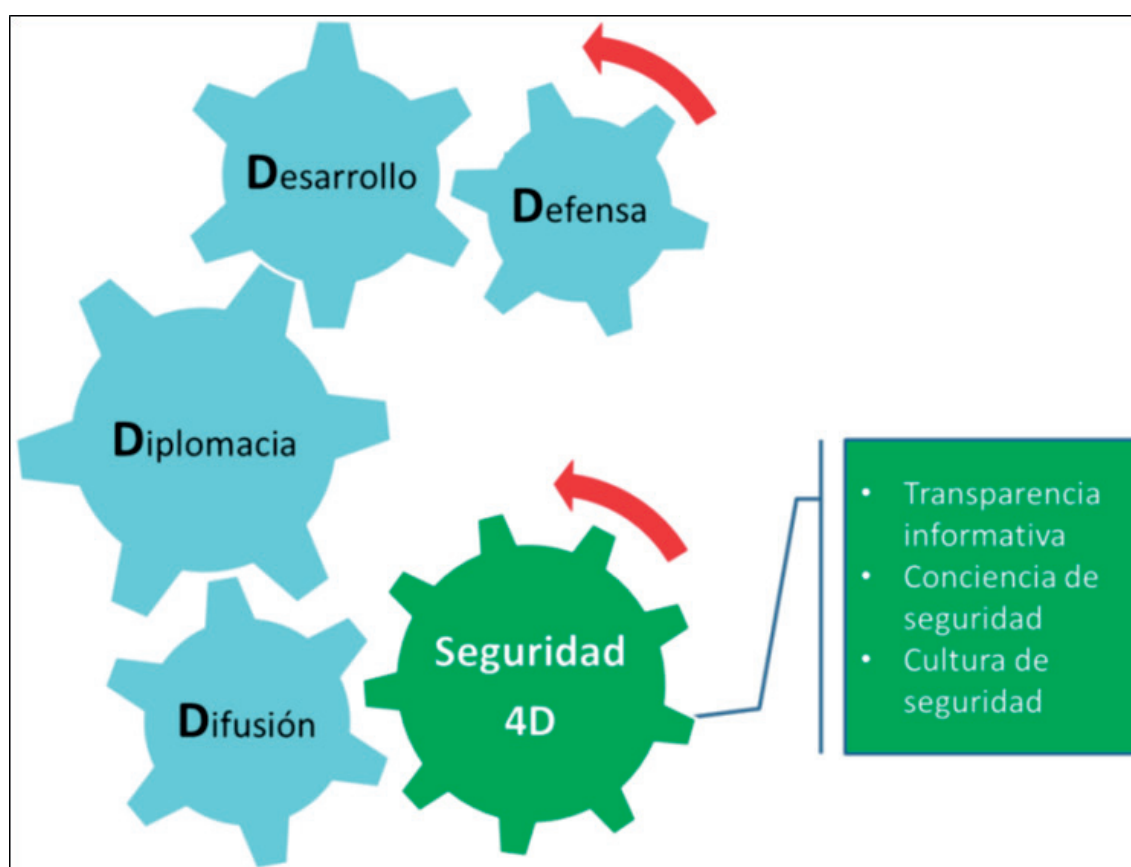 Desarrollo
Defensa
Diplomacia
Difusión
Seguridad
4D
• Transparencia
informativa
• Conciencia de
seguridad
• Cultura de
seguridad